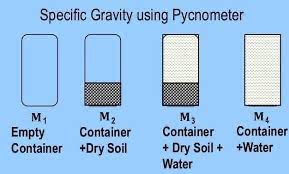 Specific Gravity using Pycnometer
M1
Empty
Container
M2
Container
+Dry Soil
M3
Container
+ Dry Soil +
Water
M4
Container
+Water